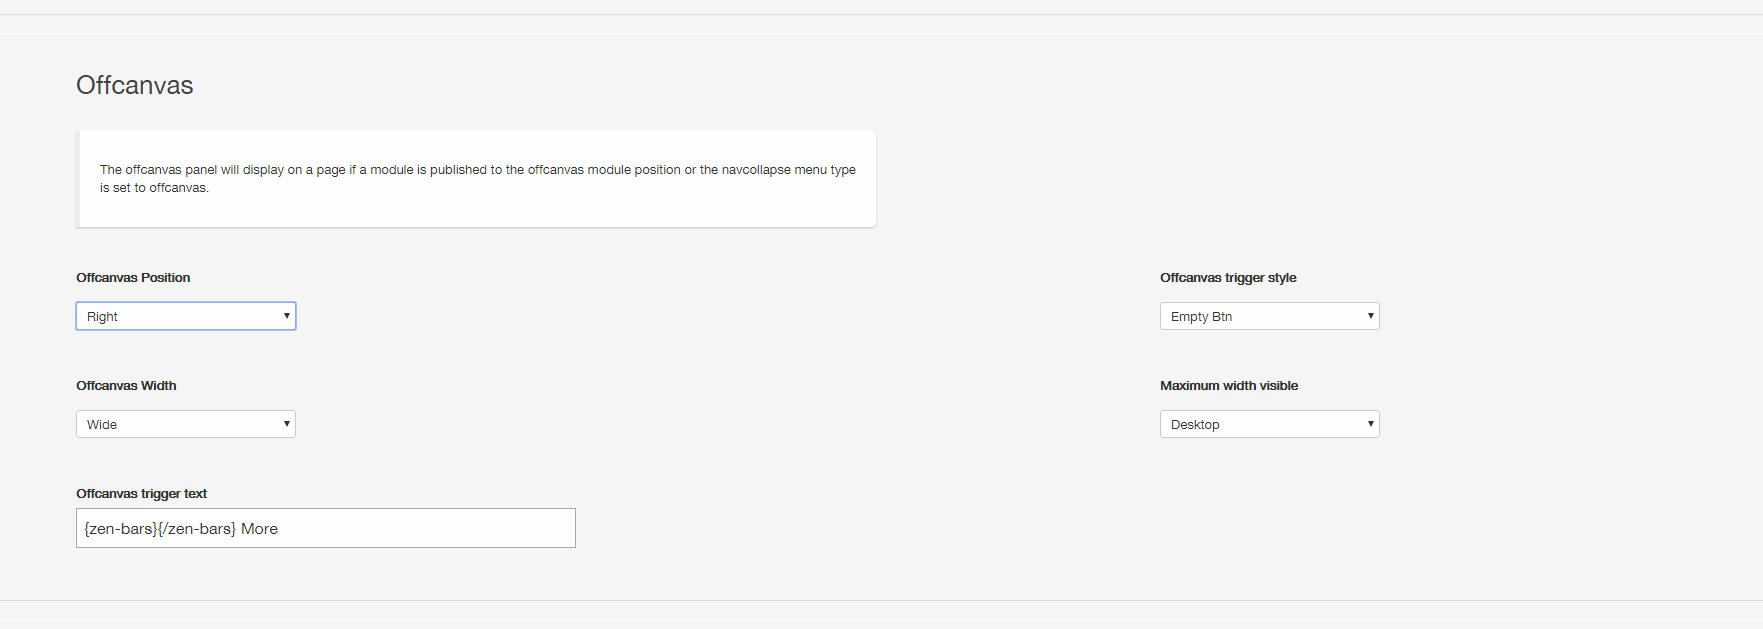 Offcanvas
The offcanvas panel will display on a page if a module is published to the offcanvas module position or the navcollapse menu type
is set to offcanvas.
Offcanvas Position
Right
Offcanvas trigger style
Empty Btn
Offcanvas Width
Wide
Maximum width visible
Desktop
Offcanvas trigger text
{zen-bars}{/zen-bars} More